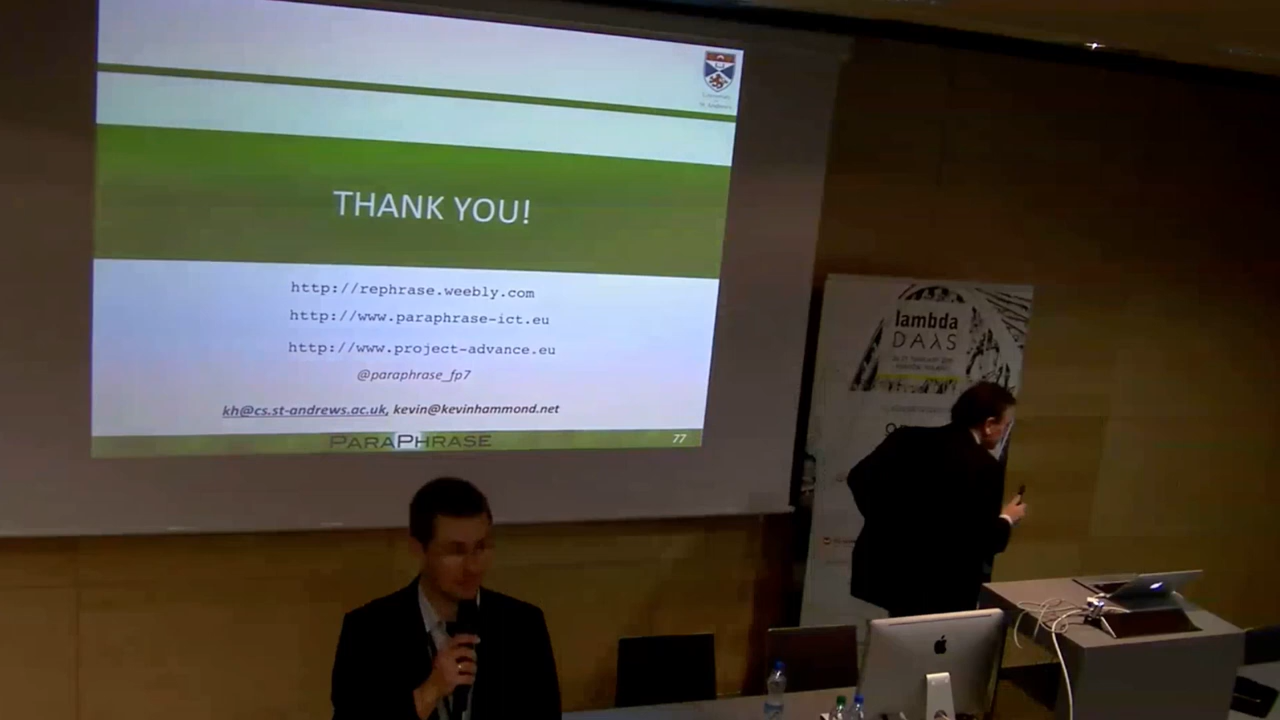 THANK YOU!
http://rephrase.weebly.com
http://www.paraphrase-ict.eu
http://www.project-advance.eu
@paraphrase_fp7
kh@cs.st-andrews.ac.uk, kevin@kevinhammond.net
PARAPHRASE
77
lambda
DAλS